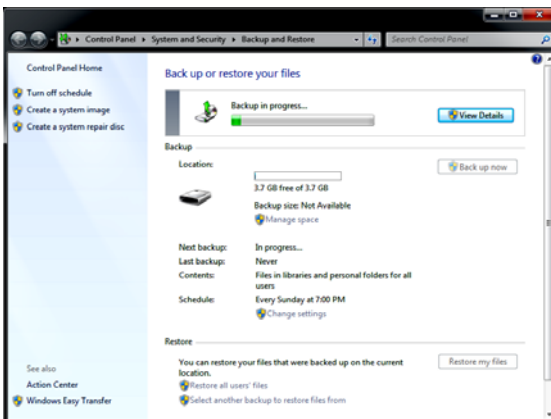 Control Panel ▸ System and Security ▸ Backup and Restore
Search Control Panel
Control Panel Home
Turn off schedule
Create a system image
Create a system repair disc
Back up or restore your files
Backup in progress...
View Details
Backup
Location:
Back up now
3.7 GB free of 3.7 GB
Backup size: Not Available
Manage space
Next backup: In progress...
Last backup: Never
Contents: Files in libraries and personal folders for all
users
Schedule: Every Sunday at 7:00 PM
Change settings
Restore
You can restore your files that were backed up on the current
location.
Restore my files
Restore all users' files
Select another backup to restore files from
See also
Action Center
Windows Easy Transfer